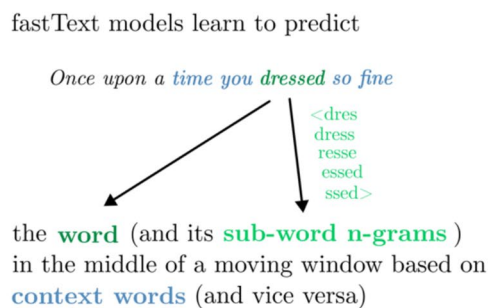 fastText models learn to predict
Once upon a time you dressed so fine
<dres
dress
resse
essed
ssed>
the word (and its sub-word n-grams )
in the middle of a moving window based on
context words (and vice versa)